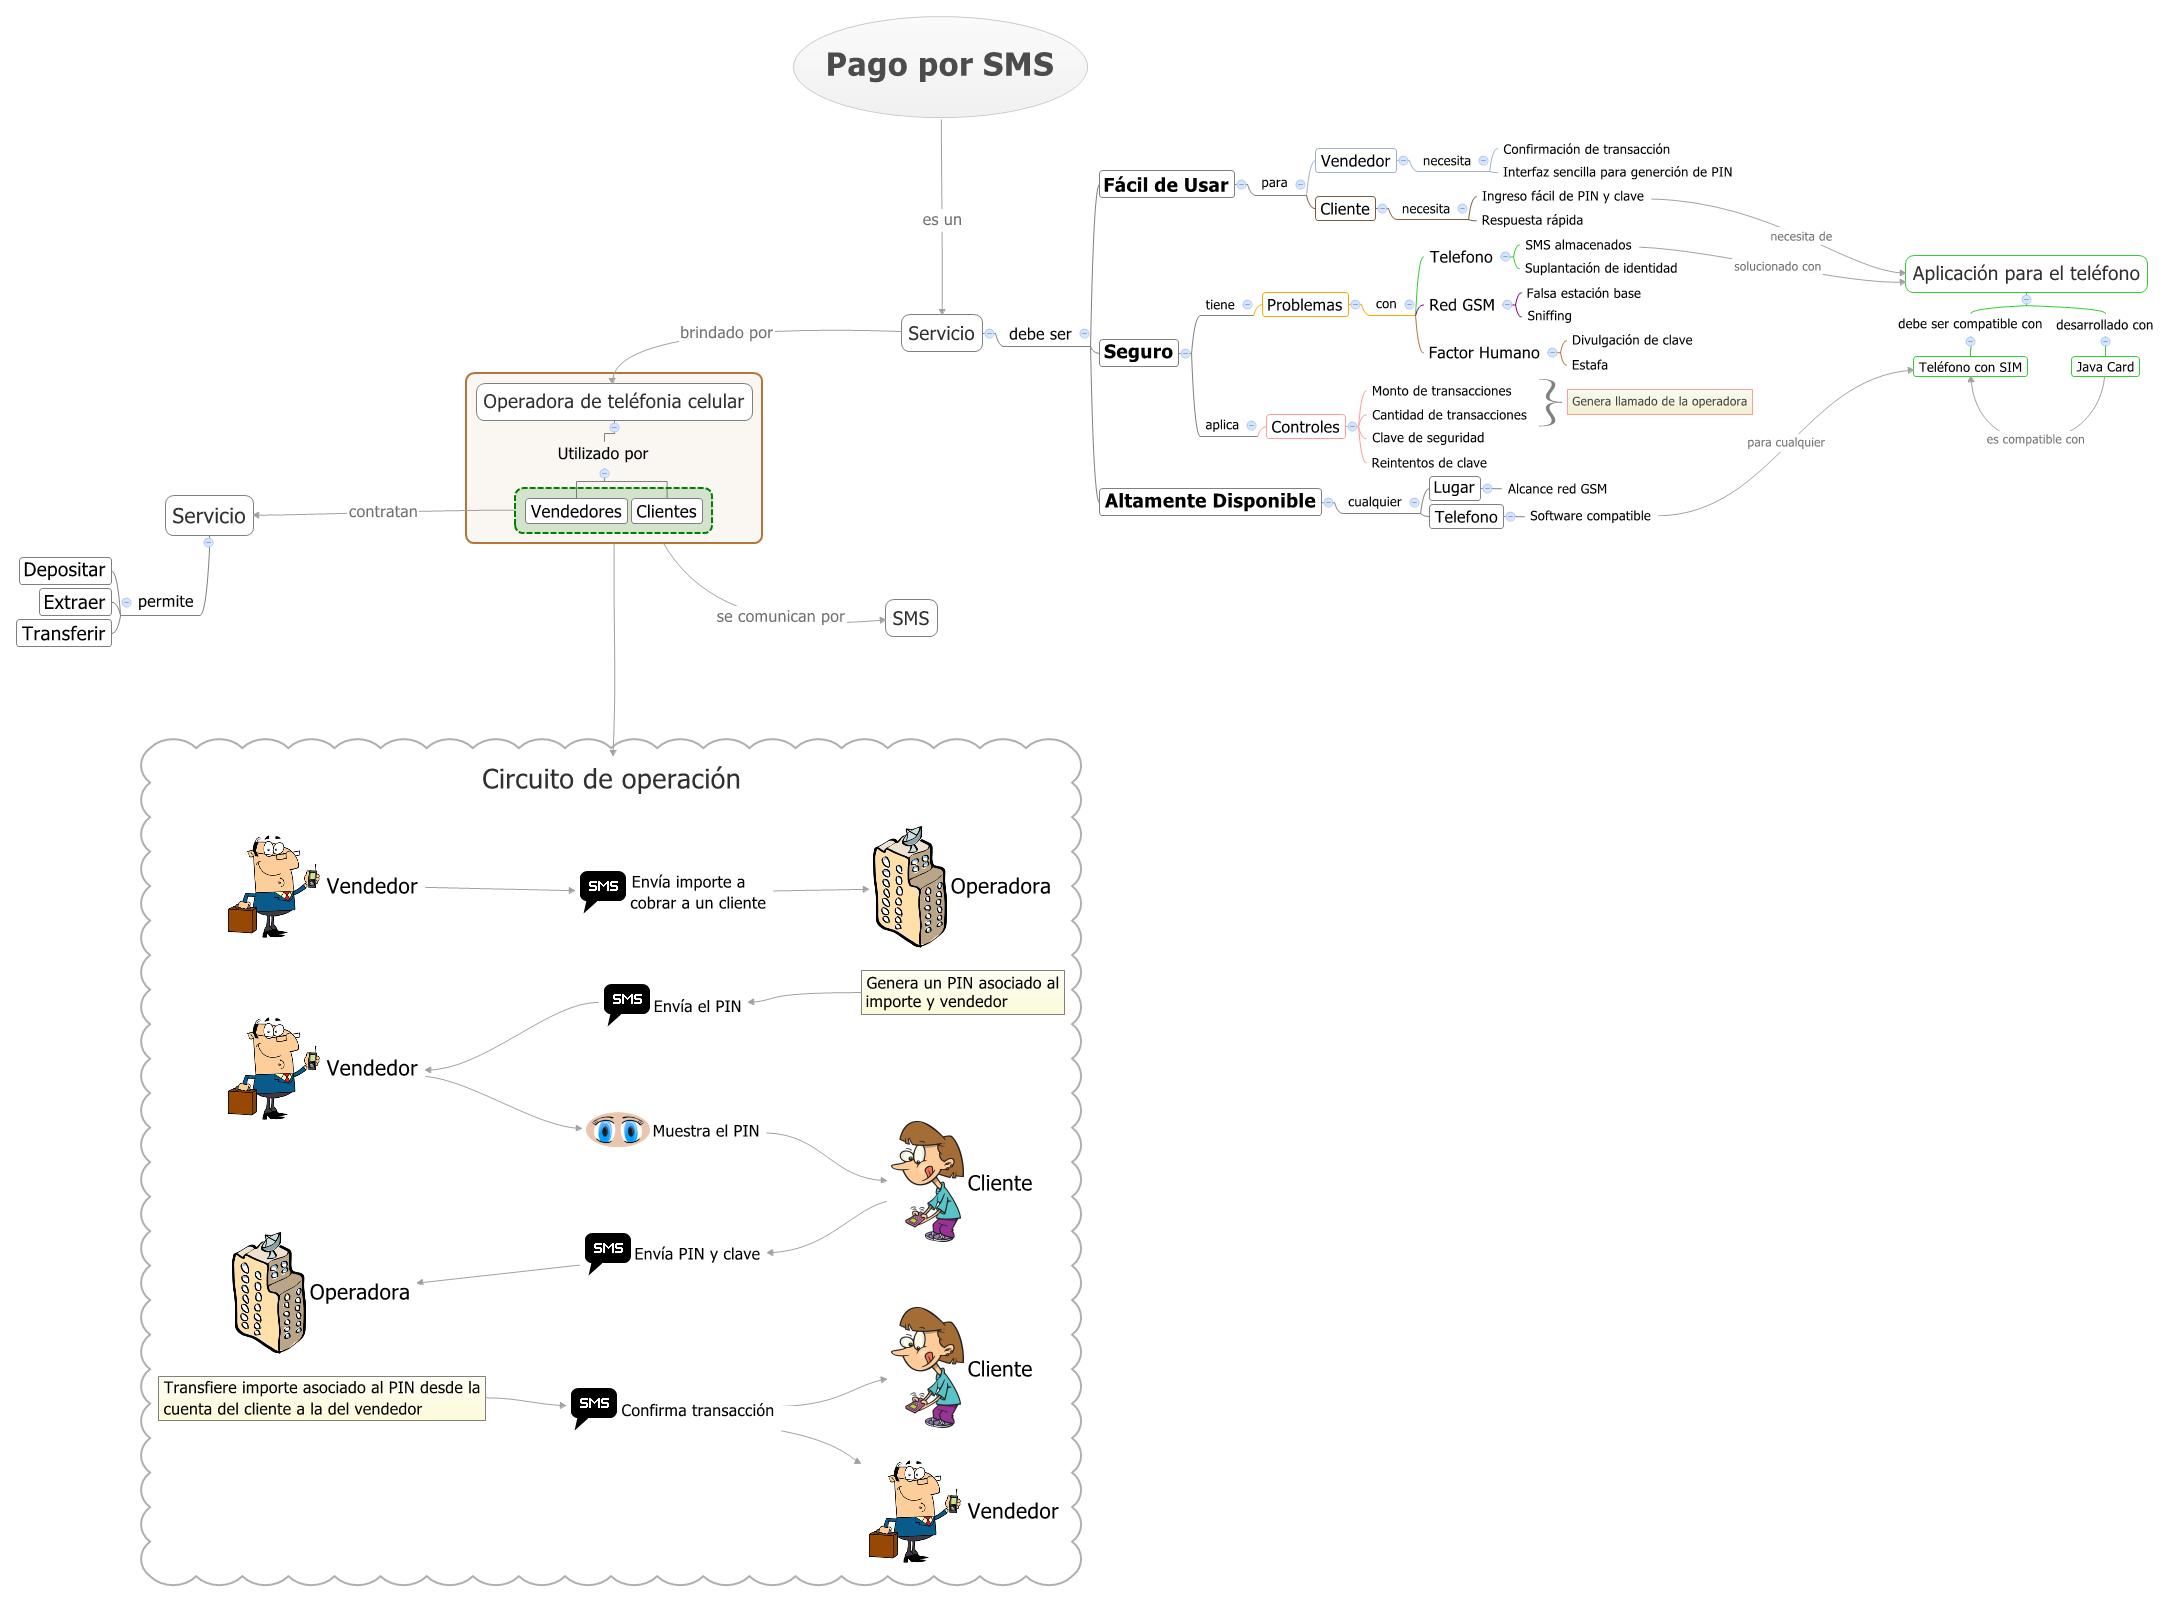 Pago por SMS
es un
Servicio
debe ser
Fácil de Usar
para
Vendedor
necesita
Confirmación de transacción
Interfaz sencilla para generción de PIN
Cliente
necesita
Ingreso fácil de PIN y clave
Respuesta rápida
necesita de
Seguro
tiene
Problemas
con
Telefono
SMS almacenados
Suplantación de identidad
solucionado con
Red GSM
Falsa estación base
Sniffing
Factor Humano
Divulgación de clave
Estafa
aplica
Controles
Monto de transacciones
Cantidad de transacciones
Clave de seguridad
Reintentos de clave
Genera llamado de la operadora
Altamente Disponible
cualquier
Lugar
Alcance red GSM
Telefono
Software compatible
para cualquier
Aplicación para el teléfono
debe ser compatible con
desarrollado con
Teléfono con SIM
Java Card
es compatible con
brindado por
Operadora de teléfonia celular
Utilizado por
Vendedores
Clientes
contratan
Servicio
permite
Depositar
Extraer
Transferir
se comunican por
SMS
Circuito de operación
Vendedor
SMS
Envía importe a
cobrar a un cliente
Operadora
Genera un PIN asociado al
importe y vendedor
SMS
Envía el PIN
Vendedor
Muestra el PIN
Cliente
SMS
Envía PIN y clave
Operadora
Cliente
Transfiere importe asociado al PIN desde la
cuenta del cliente a la del vendedor
SMS
Confirma transacción
Vendedor